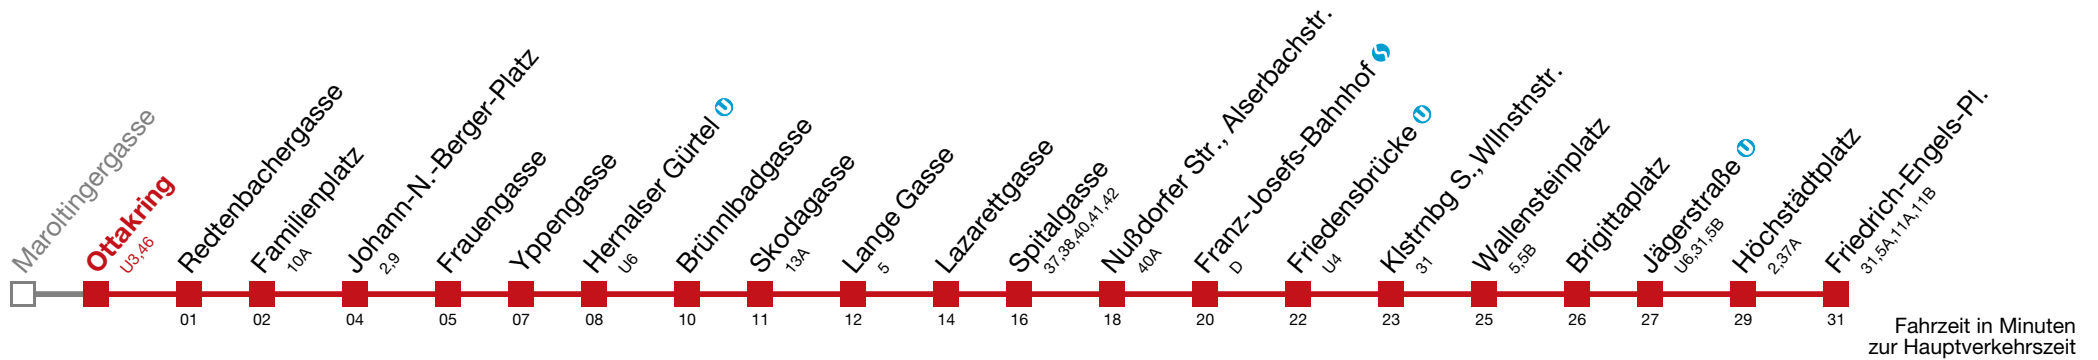 Maroltingergasse
Ottakring
U3,46
Redtenbachergasse
Familienplatz
10A
Johann-N.-Berger-Platz
2,9
Frauengasse
Yppengasse
Hernalser Gürtel U
U6
Brünnlbadgasse
Skodagasse
13A
Lange Gasse
5
Lazarettgasse
Spitalgasse
37,38,40,41,42
Nußdorfer Str., Alserbachstr.
40A
Franz-Josefs-Bahnhof S
D
Friedensbrücke U
U4
Klstrnbg S., Wllnstnstr.
31
Wallensteinplatz
5,5B
Brigittaplatz
Jägerstraße U
U6,31,5B
Höchstädtplatz
2,37A
Friedrich-Engels-Pl.
31,5A,11A,11B
01 02 04 05 07 08 10 11 12 14 16 18 20 22 23 25 26 27 29 31
Fahrzeit in Minuten
zur Hauptverkehrszeit